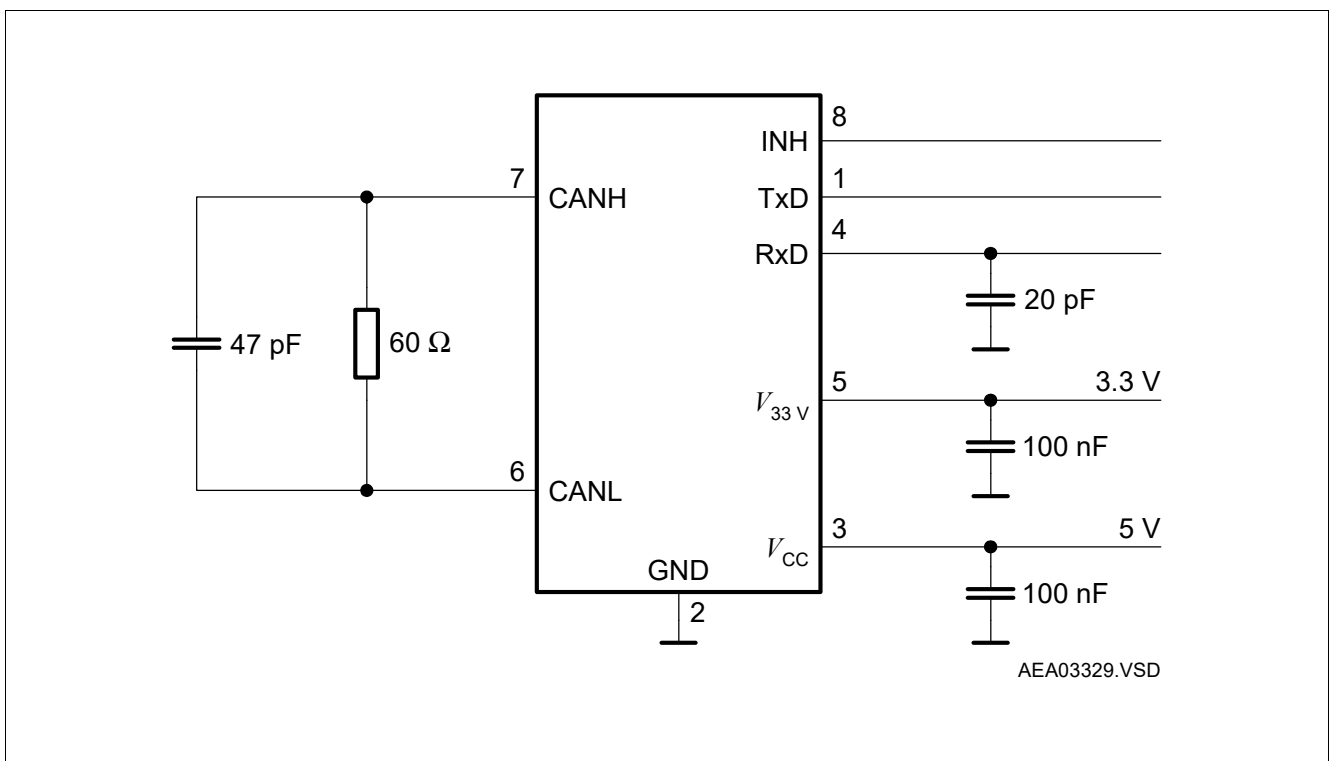 8
INH
7
1
CANH
TxD
4
RxD
20 pF
47 pF
60 Ω
5
3.3 V
V33 V
100 nF
6
CANL
3
5 V
VCC
GND
100 nF
2
AEA03329.VSD